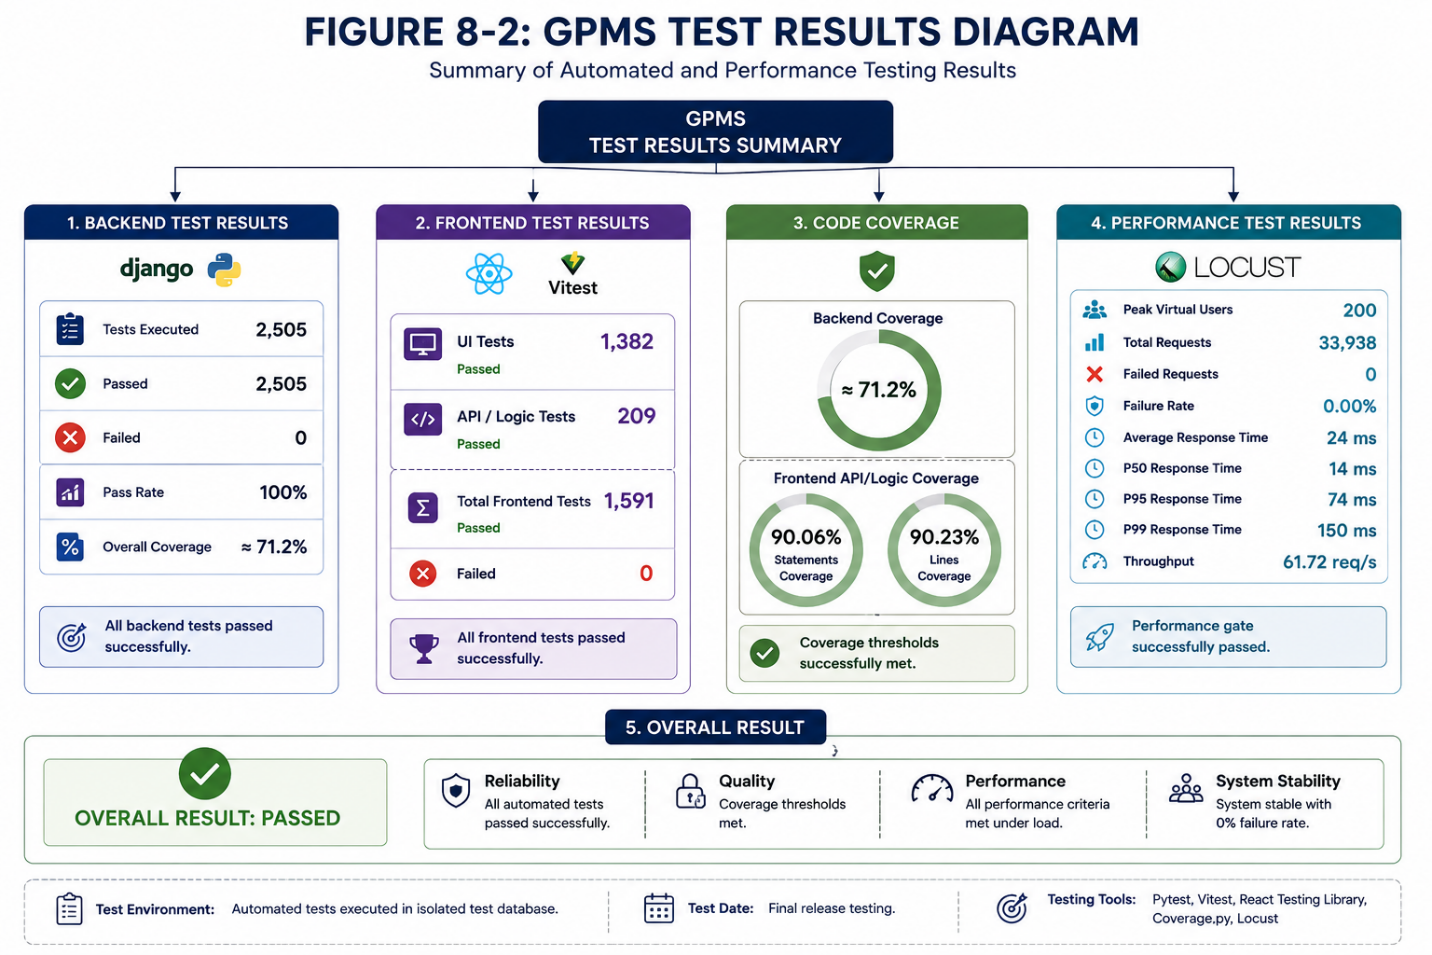 FIGURE 8-2: GPMS TEST RESULTS DIAGRAM
Summary of Automated and Performance Testing Results
GPMS
TEST RESULTS SUMMARY
1. BACKEND TEST RESULTS
django
Tests Executed 2,505
Passed 2,505
Failed 0
Pass Rate 100%
Overall Coverage ≈ 71.2%
All backend tests passed
successfully.
2. FRONTEND TEST RESULTS
Vitest
UI Tests 1,382
Passed
API / Logic Tests 209
Passed
Total Frontend Tests 1,591
Passed
Failed 0
All frontend tests passed
successfully.
3. CODE COVERAGE
Backend Coverage
≈ 71.2%
Frontend API/Logic Coverage
90.06%
Statements
Coverage
90.23%
Lines
Coverage
Coverage thresholds
successfully met.
4. PERFORMANCE TEST RESULTS
LOCUST
Peak Virtual Users 200
Total Requests 33,938
Failed Requests 0
Failure Rate 0.00%
Average Response Time 24 ms
P50 Response Time 14 ms
P95 Response Time 74 ms
P99 Response Time 150 ms
Throughput 61.72 req/s
Performance gate
successfully passed.
5. OVERALL RESULT
OVERALL RESULT: PASSED
Reliability
All automated tests
passed successfully.
Quality
Coverage thresholds
met.
Performance
All performance criteria
met under load.
System Stability
System stable with
0% failure rate.
Test Environment: Automated tests executed in isolated test database.
Test Date: Final release testing.
Testing Tools: Pytest, Vitest, React Testing Library,
Coverage.py, Locust